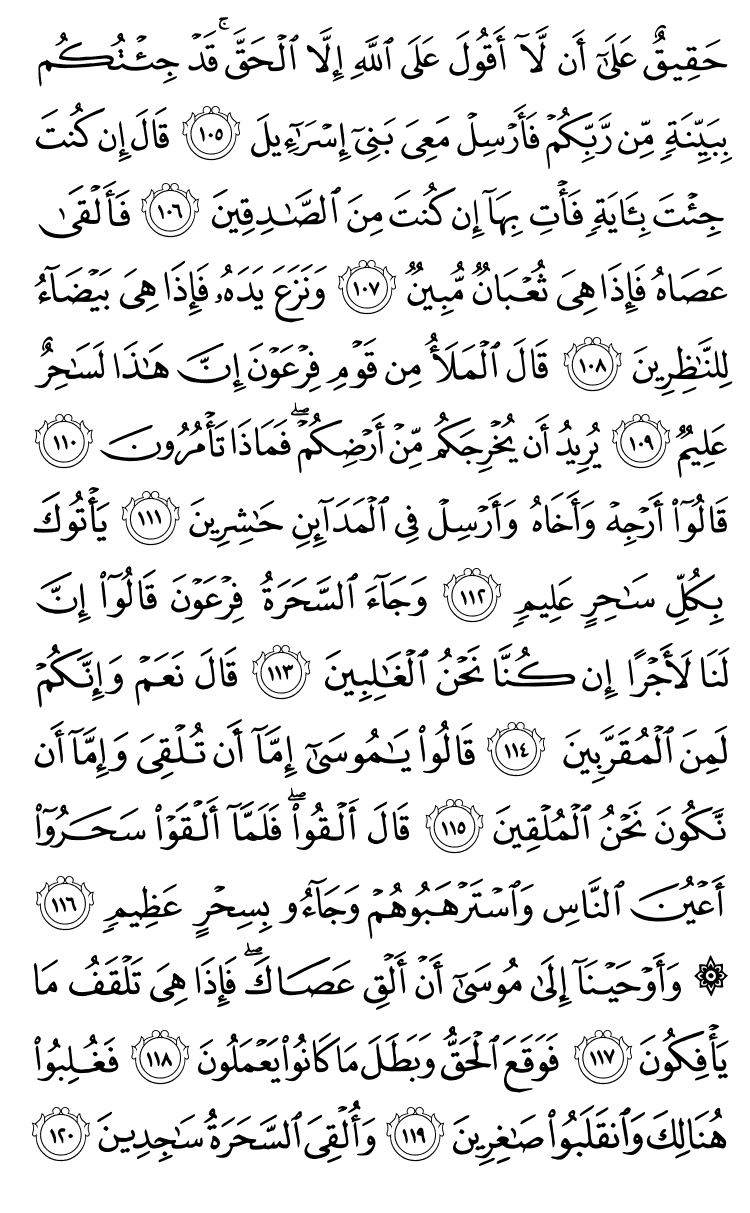 حَقِيقٌ عَلَىٰٓ أَن لَّآ أَقُولَ عَلَى ٱللَّهِ إِلَّا ٱلْحَقَّ ۚ قَدْ جِئْتُكُم
بِبَيِّنَةٍ مِّن رَّبِّكُمْ فَأَرْسِلْ مَعِىَ بَنِىٓ إِسْرَٰٓءِيلَ ١٠٥ قَالَ إِن كُنتَ
جِئْتَ بِـَٔايَةٍ فَأْتِ بِهَآ إِن كُنتَ مِنَ ٱلصَّـٰدِقِينَ ١٠٦ فَأَلْقَىٰ
عَصَاهُ فَإِذَا هِىَ ثُعْبَانٌ مُّبِينٌ ١٠٧ وَنَزَعَ يَدَهُۥ فَإِذَا هِىَ بَيْضَآءُ
لِلنَّـٰظِرِينَ ١٠٨ قَالَ ٱلْمَلَأُ مِن قَوْمِ فِرْعَوْنَ إِنَّ هَـٰذَا لَسَـٰحِرٌ
عَلِيمٌ ١٠٩ يُرِيدُ أَن يُخْرِجَكُم مِّنْ أَرْضِكُمْ ۖ فَمَاذَا تَأْمُرُونَ ١١٠
قَالُوٓا۟ أَرْجِهْ وَأَخَاهُ وَأَرْسِلْ فِى ٱلْمَدَآئِنِ حَـٰشِرِينَ ١١١ يَأْتُوكَ
بِكُلِّ سَـٰحِرٍ عَلِيمٍ ١١٢ وَجَآءَ ٱلسَّحَرَةُ فِرْعَوْنَ قَالُوٓا۟ إِنَّ
لَنَا لَأَجْرًا إِن كُنَّا نَحْنُ ٱلْغَـٰلِبِينَ ١١٣ قَالَ نَعَمْ وَإِنَّكُمْ
لَمِنَ ٱلْمُقَرَّبِينَ ١١٤ قَالُوا۟ يَـٰمُوسَىٰٓ إِمَّآ أَن تُلْقِىَ وَإِمَّآ أَن
نَّكُونَ نَحْنُ ٱلْمُلْقِينَ ١١٥ قَالَ أَلْقُوا۟ ۖ فَلَمَّآ أَلْقَوْا۟ سَحَرُوٓا۟
أَعْيُنَ ٱلنَّاسِ وَٱسْتَرْهَبُوهُمْ وَجَآءُو بِسِحْرٍ عَظِيمٍ ١١٦
۞ وَأَوْحَيْنَآ إِلَىٰ مُوسَىٰٓ أَنْ أَلْقِ عَصَاكَ ۖ فَإِذَا هِىَ تَلْقَفُ مَا
يَأْفِكُونَ ١١٧ فَوَقَعَ ٱلْحَقُّ وَبَطَلَ مَا كَانُوا۟ يَعْمَلُونَ ١١٨ فَغُلِبُوا۟
هُنَالِكَ وَٱنقَلَبُوا۟ صَـٰغِرِينَ ١١٩ وَأُلْقِىَ ٱلسَّحَرَةُ سَـٰجِدِينَ ١٢٠